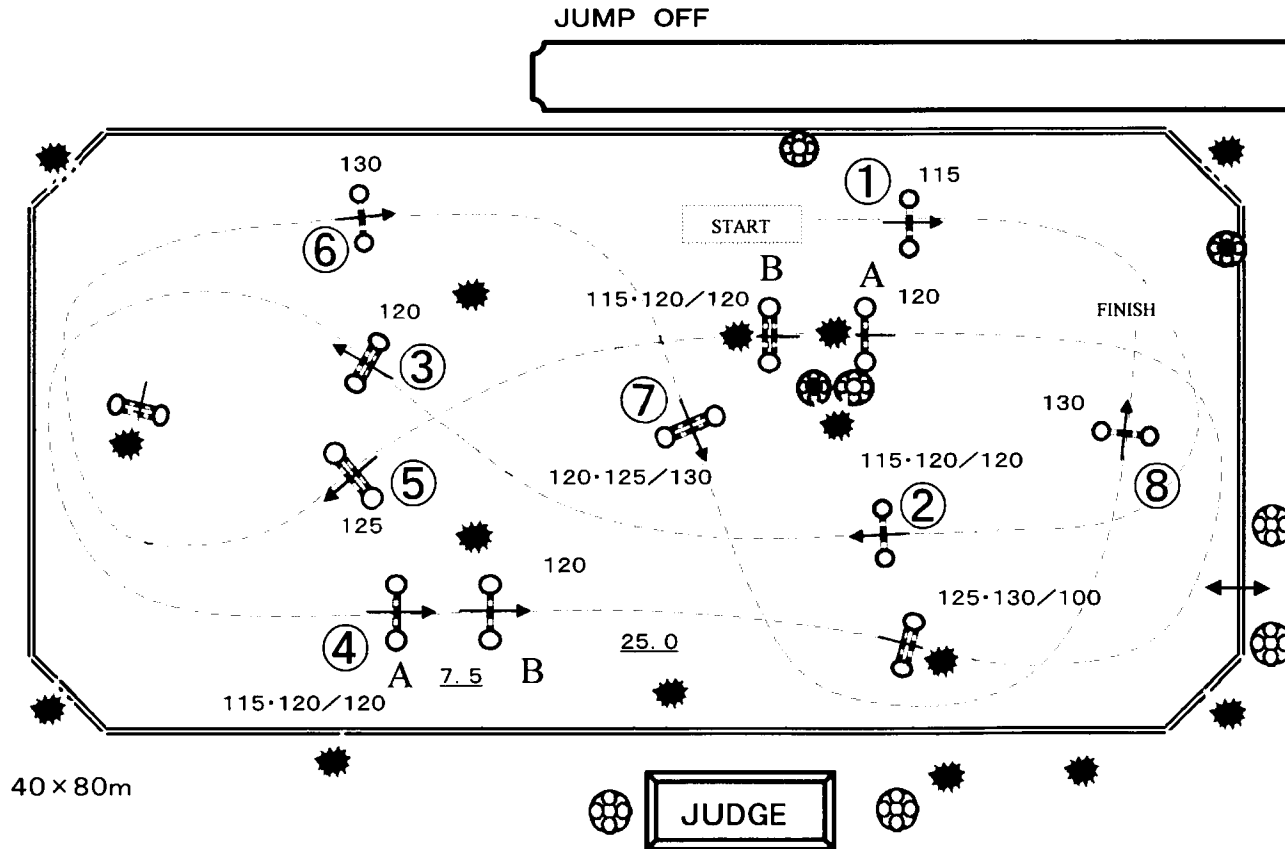 JUMP OFF
130
① 115
START
⑥
B A
115・120/120 120
FINISH
120
③
⑦
130
115・120/120
120・125/130
⑤
②
⑧
125
120
125・130/100
④
25.0
A 7.5 B
115・120/120
40×80m
JUDGE